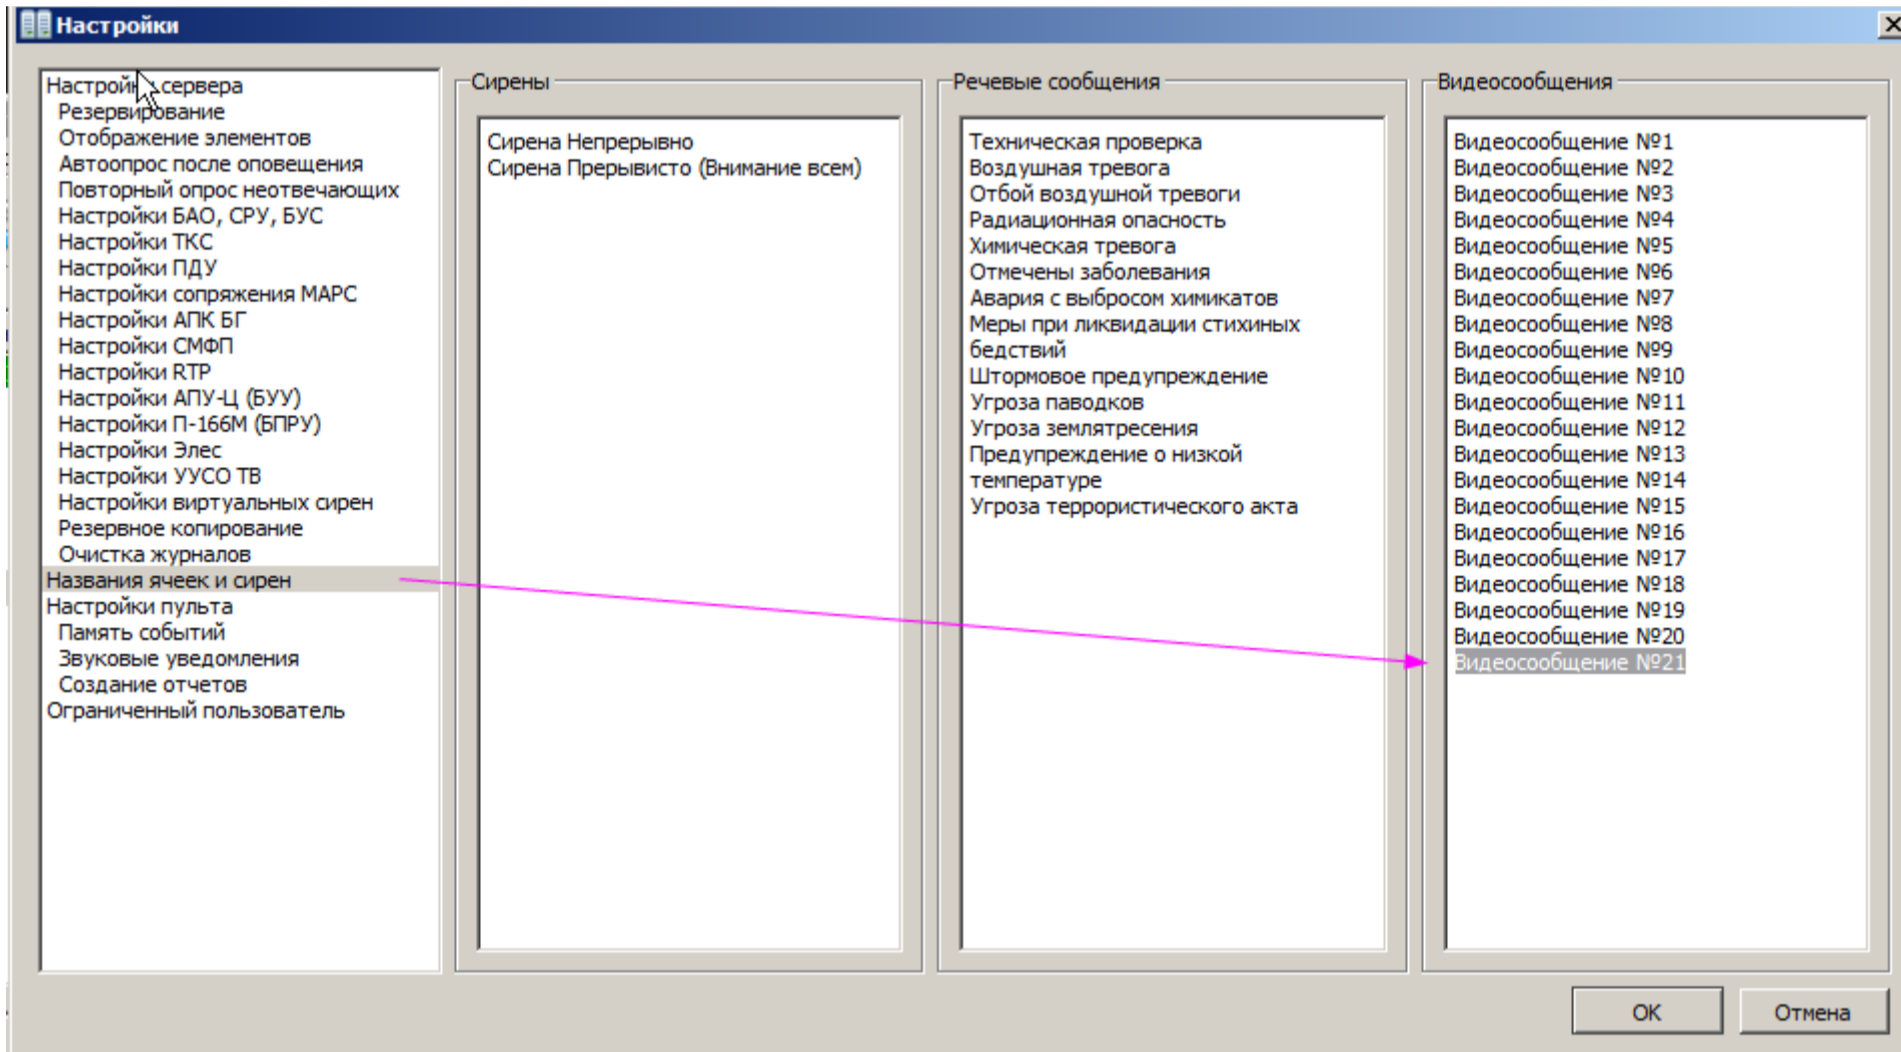 Настройки
Настройки сервера
Резервирование
Отображение элементов
Автоопрос после оповещения
Повторный опрос неотвечающих
Настройки БАО, СРУ, БУС
Настройки ТКС
Настройки ПДУ
Настройки сопряжения МАРС
Настройки АПК БГ
Настройки СМФП
Настройки RTP
Настройки АПУ-Ц (БУУ)
Настройки П-166М (БПРУ)
Настройки Элес
Настройки УУСО ТВ
Настройки виртуальных сирен
Резервное копирование
Очистка журналов
Названия ячеек и сирен
Настройки пульта
Память событий
Звуковые уведомления
Создание отчетов
Ограниченный пользователь
Сирены
Сирена Непрерывно
Сирена Прерывисто (Внимание всем)
Речевые сообщения
Техническая проверка
Воздушная тревога
Отбой воздушной тревоги
Радиационная опасность
Химическая тревога
Отмечены заболевания
Авария с выбросом химикатов
Меры при ликвидации стихиных
бедствий
Штормовое предупреждение
Угроза паводков
Угроза землятресения
Предупреждение о низкой
температуре
Угроза террористического акта
Видеосообщения
Видеосообщение №1
Видеосообщение №2
Видеосообщение №3
Видеосообщение №4
Видеосообщение №5
Видеосообщение №6
Видеосообщение №7
Видеосообщение №8
Видеосообщение №9
Видеосообщение №10
Видеосообщение №11
Видеосообщение №12
Видеосообщение №13
Видеосообщение №14
Видеосообщение №15
Видеосообщение №16
Видеосообщение №17
Видеосообщение №18
Видеосообщение №19
Видеосообщение №20
Видеосообщение №21
ОК
Отмена